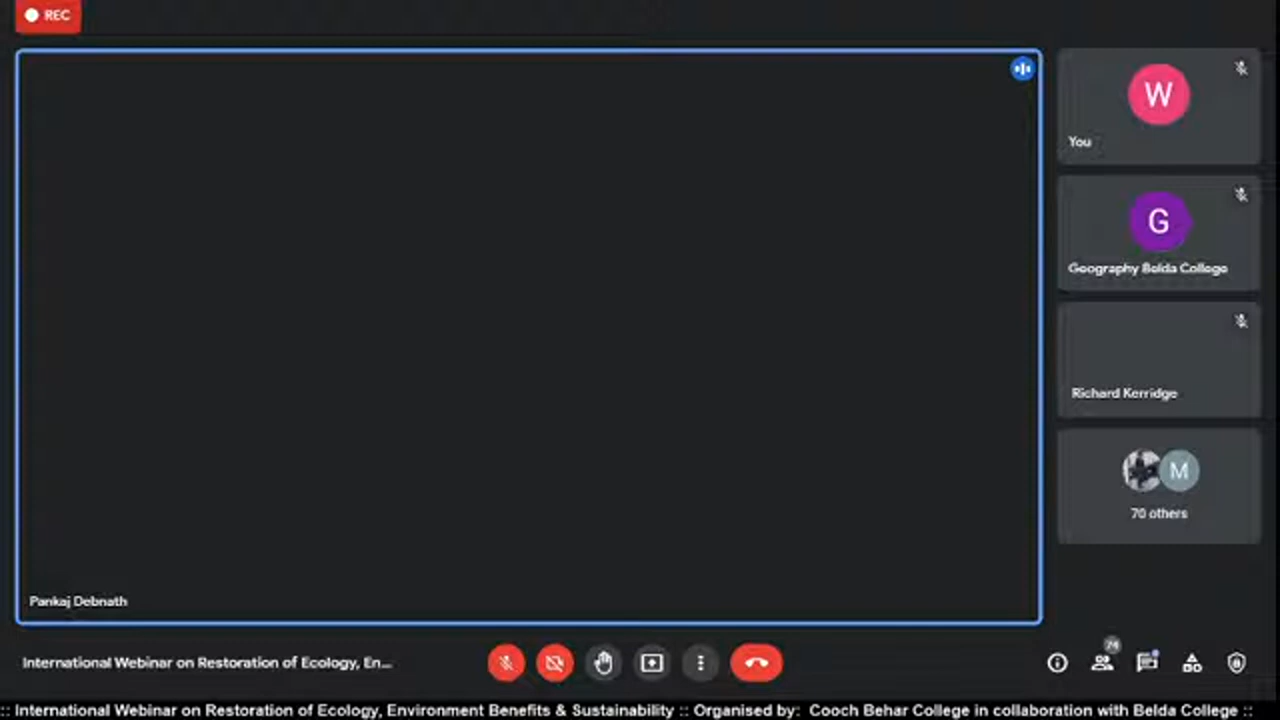 REC
W
You
G
Geography Belda College
Richard Kerridge
M
70 others
Pankaj Debnath
International Webinar on Restoration of Ecology, En...
74
:: International Webinar on Restoration of Ecology, Environment Benefits & Sustainability :: Organised by: Cooch Behar College in collaboration with Belda College ::